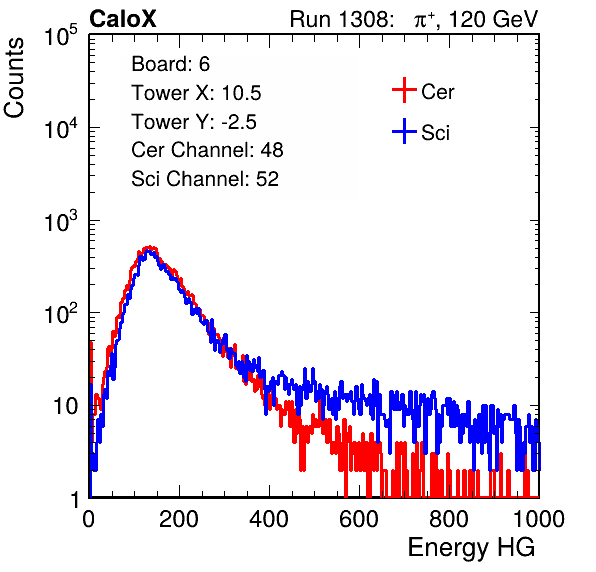 CaloX Run 1308: π⁺, 120 GeV
Counts
Board: 6
Tower X: 10.5
Tower Y: -2.5
Cer Channel: 48
Sci Channel: 52
Cer
Sci
10⁵
10⁴
10³
10²
10
1
0 200 400 600 800 1000
Energy HG